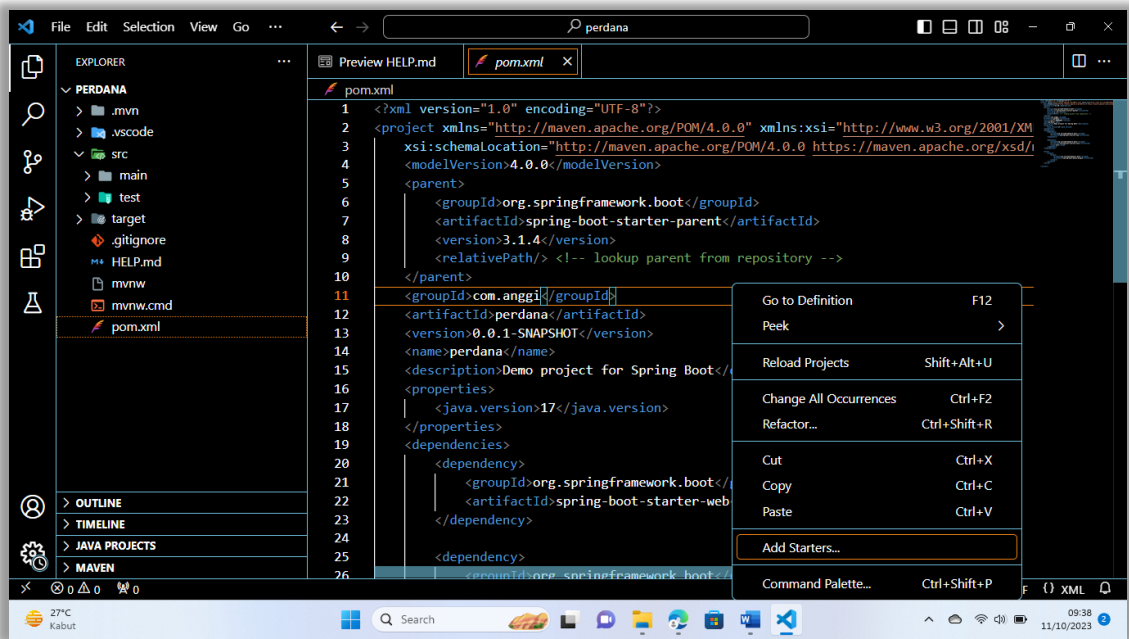 File Edit Selection View Go ··· perdana
EXPLORER ···
PERDANA
.mvn
.vscode
src
main
test
target
.gitignore
HELP.md
mvnw
mvnw.cmd
pom.xml
OUTLINE
TIMELINE
JAVA PROJECTS
MAVEN
Preview HELP.md pom.xml
pom.xml
1 <?xml version="1.0" encoding="UTF-8"?>
2 <project xmlns="http://maven.apache.org/POM/4.0.0" xmlns:xsi="http://www.w3.org/2001/XM
3 xsi:schemaLocation="http://maven.apache.org/POM/4.0.0 https://maven.apache.org/xsd/
4 <modelVersion>4.0.0</modelVersion>
5 <parent>
6 <groupId>org.springframework.boot</groupId>
7 <artifactId>spring-boot-starter-parent</artifactId>
8 <version>3.1.4</version>
9 <relativePath/> <!-- lookup parent from repository -->
10 </parent>
11 <groupId>com.anggi</groupId>
12 <artifactId>perdana</artifactId>
13 <version>0.0.1-SNAPSHOT</version>
14 <name>perdana</name>
15 <description>Demo project for Spring Boot</
16 <properties>
17 <java.version>17</java.version>
18 </properties>
19 <dependencies>
20 <dependency>
21 <groupId>org.springframework.boot</
22 <artifactId>spring-boot-starter-web
23 </dependency>
24
25 <dependency>
26 <groupId>org.springframework.boot</
Go to Definition F12
Peek
Reload Projects Shift+Alt+U
Change All Occurrences Ctrl+F2
Refactor... Ctrl+Shift+R
Cut Ctrl+X
Copy Ctrl+C
Paste Ctrl+V
Add Starters...
Command Palette... Ctrl+Shift+P
0 0 0 F {} XML
27°C
Kabut
Search
09:38
11/10/2023 2